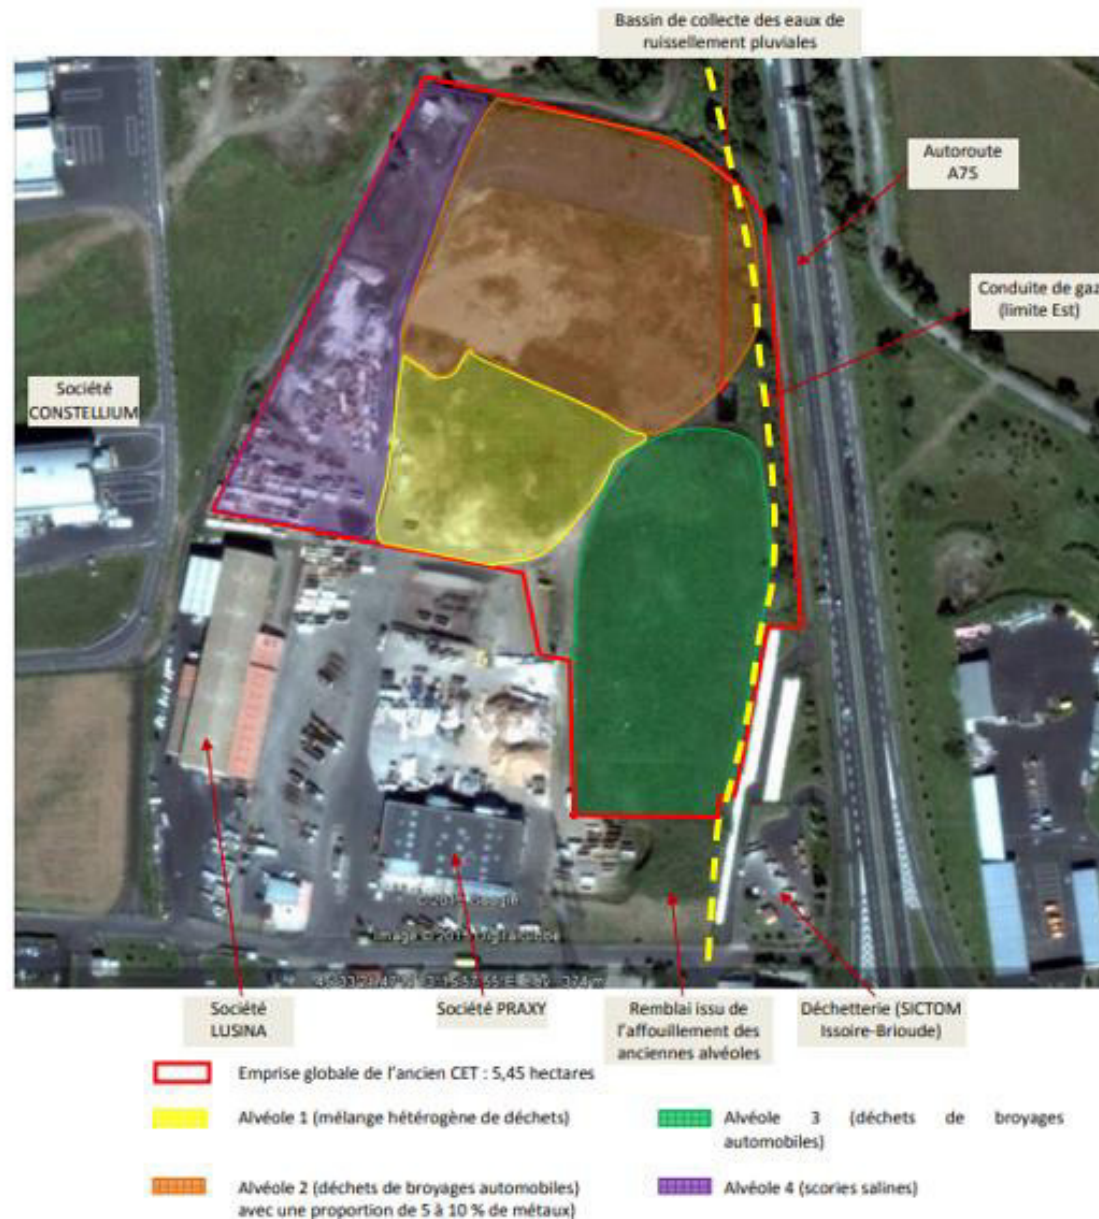 Bassin de collecte des eaux de
ruissellement pluviales
Autoroute
A75
Conduite de gaz
(limite Est)
Société
CONSTELLIUM
Société
LUSINA
Société PRAXY
Remblai issu de
l'affouillement des
anciennes alvéoles
Déchetterie (SICTOM
Issoire-Brioude)
Emprise globale de l'ancien CET : 5,45 hectares
Alvéole 1 (mélange hétérogène de déchets)
Alvéole 3 (déchets de broyages
automobiles)
Alvéole 2 (déchets de broyages automobiles)
avec une proportion de 5 à 10 % de métaux)
Alvéole 4 (scories salines)